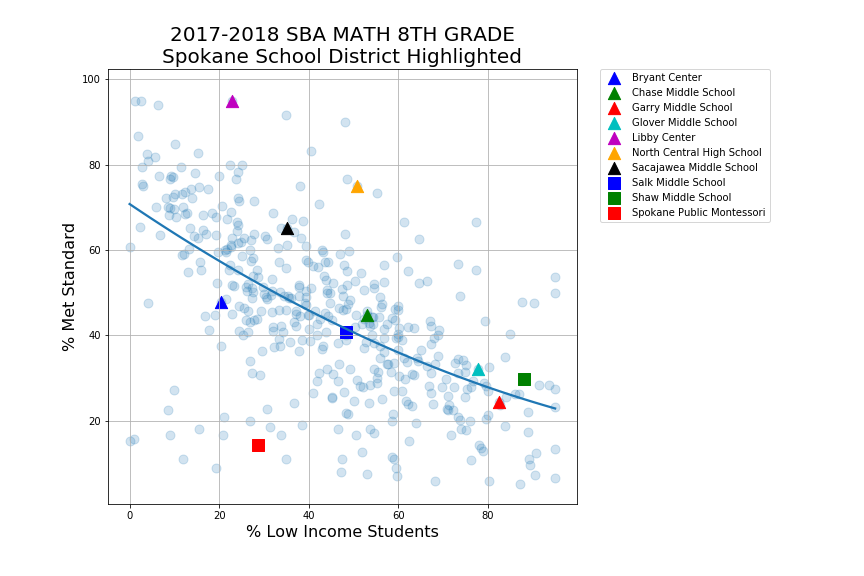 2017-2018 SBA MATH 8TH GRADE
Spokane School District Highlighted
% Met Standard
100
80
60
40
20
0
20
40
60
80
% Low Income Students
Bryant Center
Chase Middle School
Garry Middle School
Glover Middle School
Libby Center
North Central High School
Sacajawea Middle School
Salk Middle School
Shaw Middle School
Spokane Public Montessori